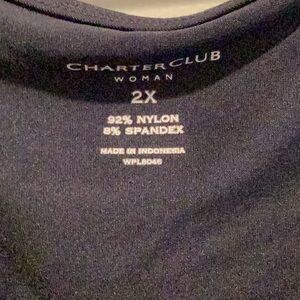 CHARTER CLUB
WOMAN
2X
92% NYLON
8% SPANDEX
MADE IN INDONESIA
WPL8046